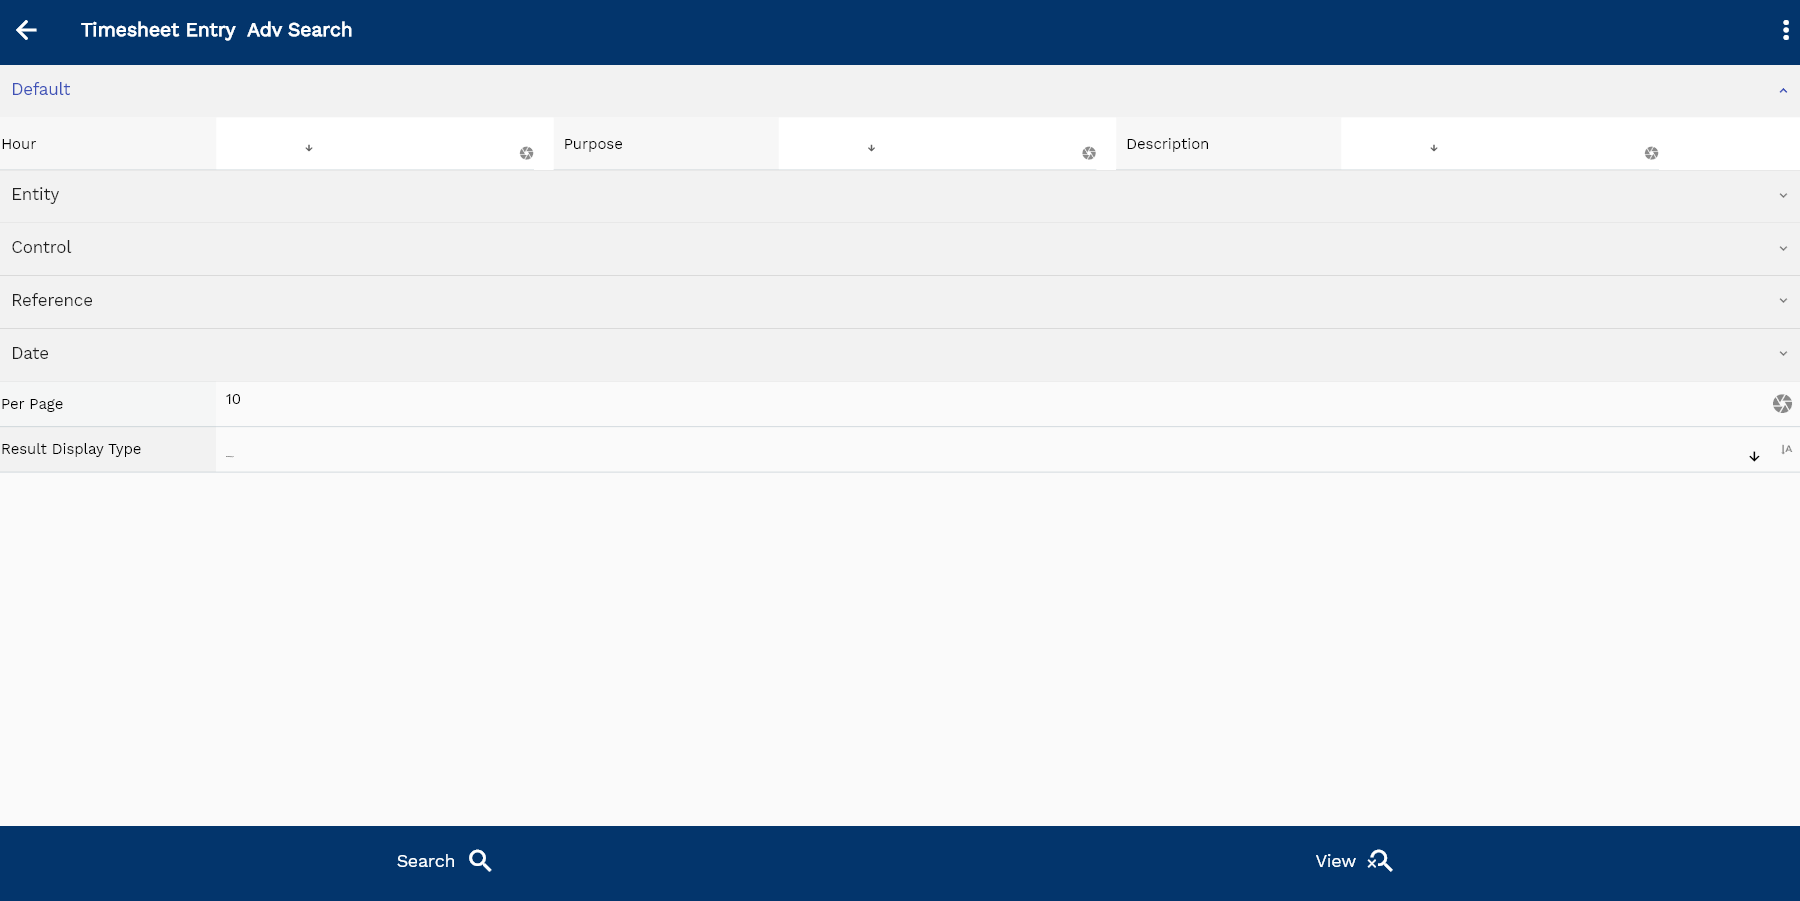 Timesheet Entry  Adv Search
Default
Hour Purpose Description
Entity
Control
Reference
Date
Per Page 10
Result Display Type _
Search View